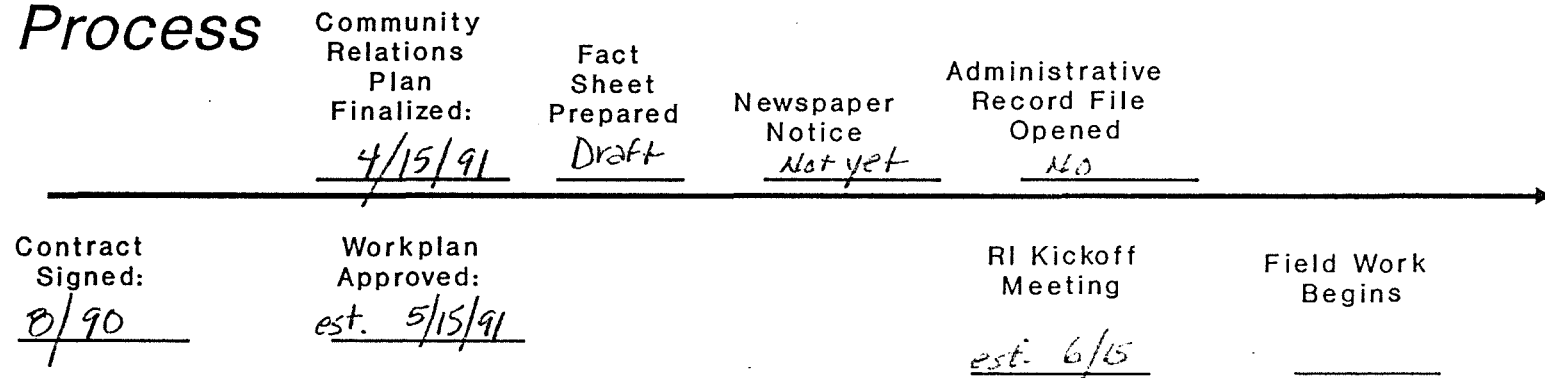 Process
Community
Relations
Plan
Finalized:
4/15/91
Fact
Sheet
Prepared
Draft
Newspaper
Notice
Not yet
Administrative
Record File
Opened
No
Contract
Signed:
8/90
Workplan
Approved:
est. 5/15/91
RI Kickoff
Meeting
est. 6/15
Field Work
Begins